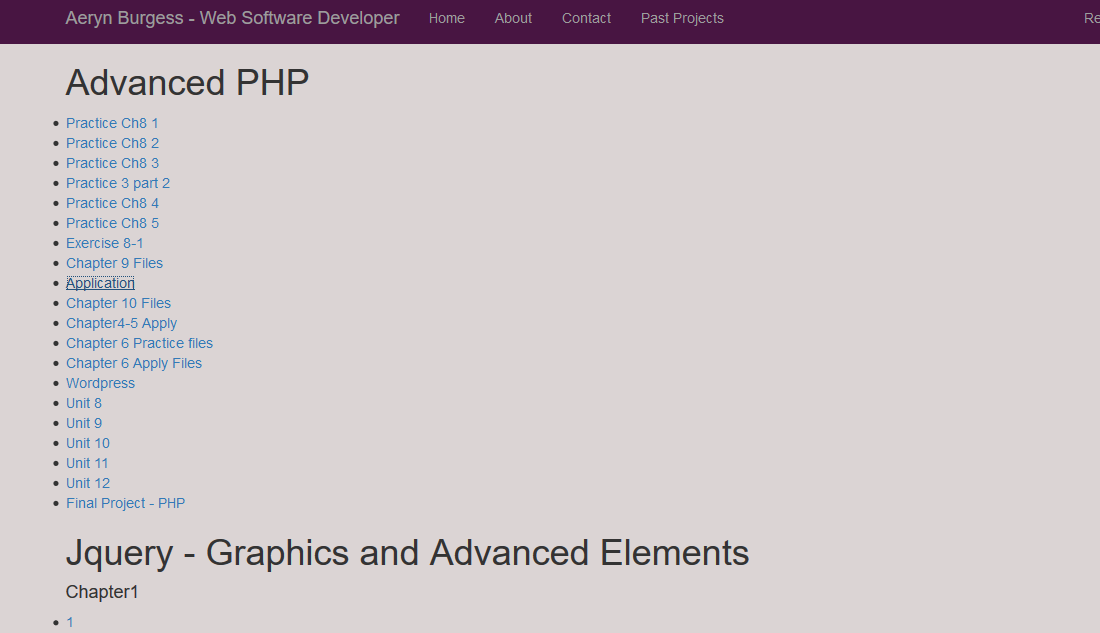 Aeryn Burgess - Web Software Developer Home About Contact Past Projects Re
Advanced PHP
Practice Ch8 1
Practice Ch8 2
Practice Ch8 3
Practice 3 part 2
Practice Ch8 4
Practice Ch8 5
Exercise 8-1
Chapter 9 Files
Application
Chapter 10 Files
Chapter4-5 Apply
Chapter 6 Practice files
Chapter 6 Apply Files
Wordpress
Unit 8
Unit 9
Unit 10
Unit 11
Unit 12
Final Project - PHP
Jquery - Graphics and Advanced Elements
Chapter1
1